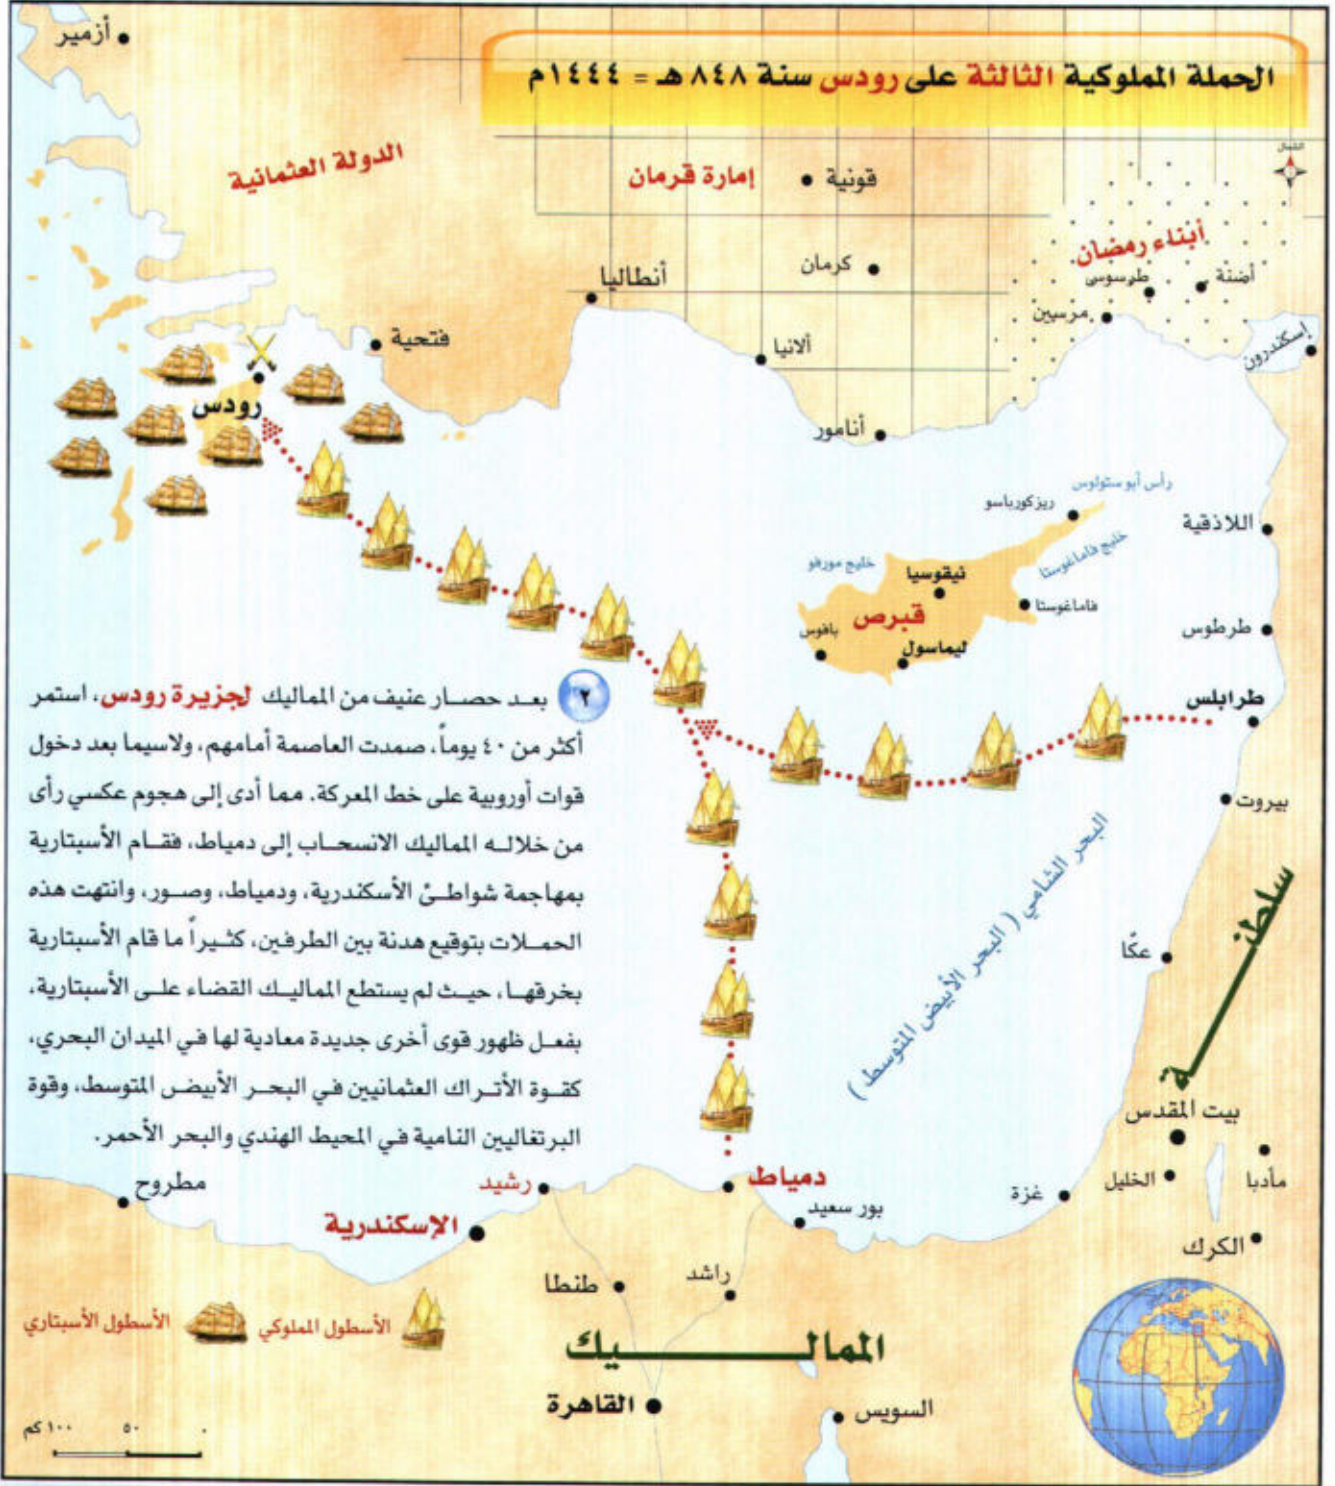 أزمير
الحملة المملوكية الثالثة على رودس سنة ٨٤٨ هـ = ١٤٤٤م
الشمال
الدولة العثمانية
إمارة قرمان
قونية
أبناء رمضان
كرمان
أنطاليا
طرسوس
أضنة
مرسين
إسكندرون
فتحية
ألانيا
رودس
أنامور
رأس أبو ستولوس
ريزكورباسو
اللاذقية
خليج فاماغوستا
خليج مورفو
نيقوسيا
فاماغوستا
قبرص
بافوس
ليماسول
طرطوس
طرابلس
٢ بعد حصار عنيف من المماليك لجزيرة رودس، استمر
أكثر من ٤٠ يوماً، صمدت العاصمة أمامهم، ولاسيما بعد دخول
قوات أوروبية على خط المعركة. مما أدى إلى هجوم عكسي رأى
من خلاله المماليك الانسحاب إلى دمياط، فقام الأسبتارية
بمهاجمة شواطئ الأسكندرية، ودمياط، وصور، وانتهت هذه
الحملات بتوقيع هدنة بين الطرفين، كثيراً ما قام الأسبتارية
بخرقها، حيث لم يستطع المماليك القضاء على الأسبتارية،
بفعل ظهور قوى أخرى جديدة معادية لها في الميدان البحري،
كقوة الأتراك العثمانيين في البحر الأبيض المتوسط، وقوة
البرتغاليين النامية في المحيط الهندي والبحر الأحمر.
بيروت
البحر الشامي (البحر الأبيض المتوسط)
سلطنة
عكّا
بيت المقدس
الخليل
مأدبا
غزة
الكرك
مطروح
رشيد
دمياط
بور سعيد
الإسكندرية
طنطا
راشد
الأسطول المملوكي
الأسطول الأسبتاري
المماليك
القاهرة
السويس
٠ ٥٠ ١٠٠ كم